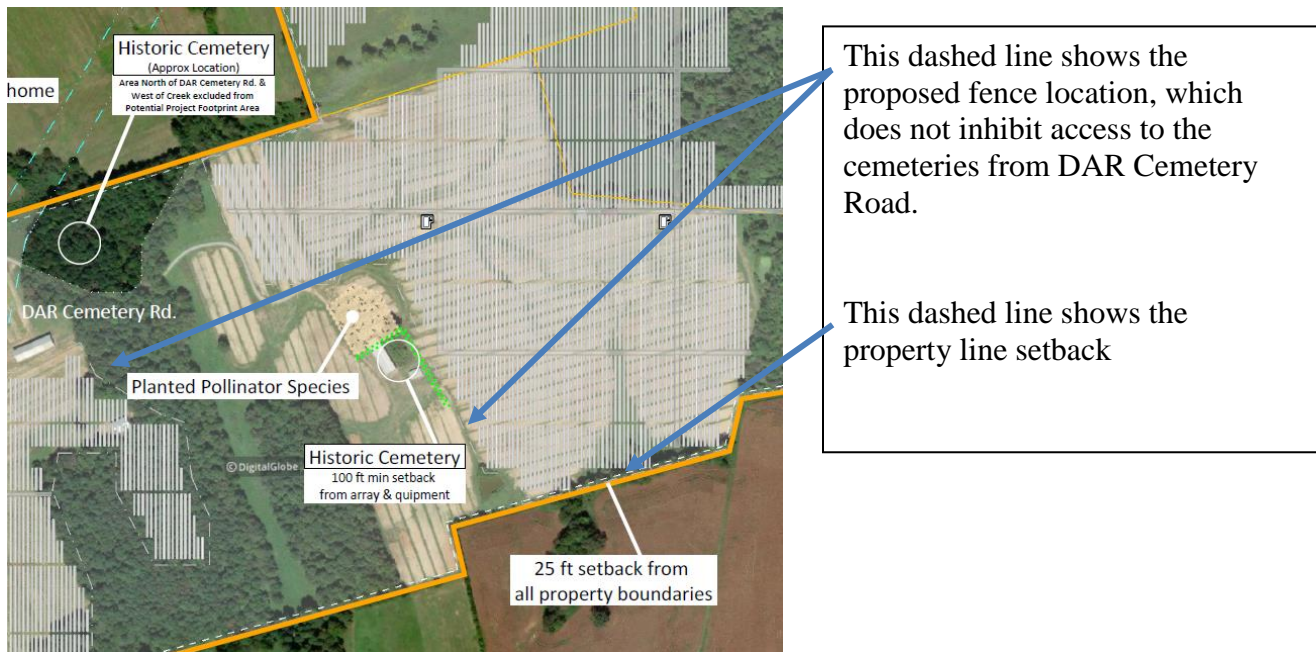 Historic Cemetery
(Approx Location)
Area North of DAR Cemetery Rd. &
West of Creek excluded from
Potential Project Footprint Area
home
DAR Cemetery Rd.
Planted Pollinator Species
© DigitalGlobe
Historic Cemetery
100 ft min setback
from array & quipment
25 ft setback from
all property boundaries
This dashed line shows the
proposed fence location, which
does not inhibit access to the
cemeteries from DAR Cemetery
Road.
This dashed line shows the
property line setback